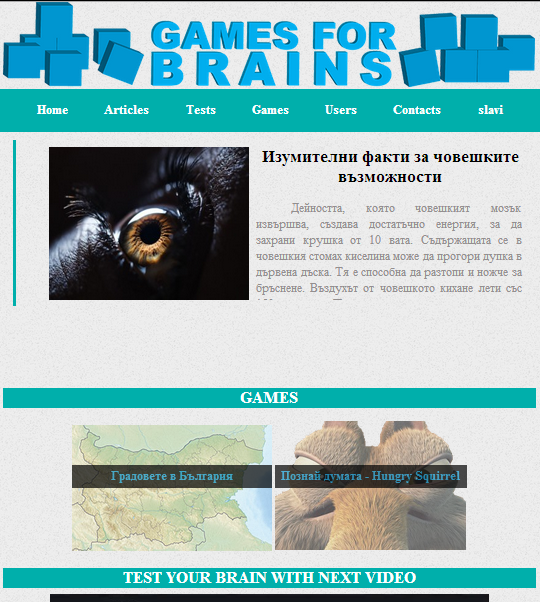 GAMES FOR
BRAINS
Home Articles Tests Games Users Contacts slavi
Изумителни факти за човешките
възможности
Дейността, която човешкият мозък
извършва, създава достатъчно енергия, за да
захрани крушка от 10 вата. Съдържащата се в
човешкия стомах киселина може да прогори дупка в
дървена дъска. Тя е способна да разтопи и ножче за
бръснене. Въздухът от човешкото кихане лети със
GAMES
Градовете в България
Познай думата - Hungry Squirrel
TEST YOUR BRAIN WITH NEXT VIDEO